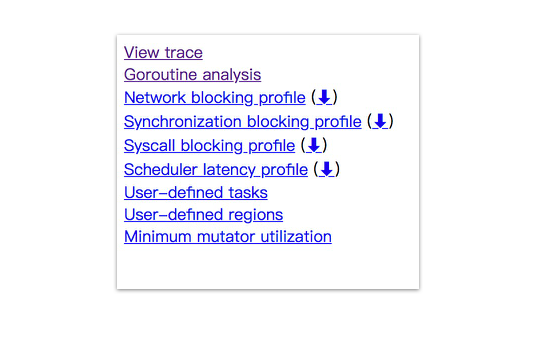 View trace
Goroutine analysis
Network blocking profile (⬇)
Synchronization blocking profile (⬇)
Syscall blocking profile (⬇)
Scheduler latency profile (⬇)
User-defined tasks
User-defined regions
Minimum mutator utilization